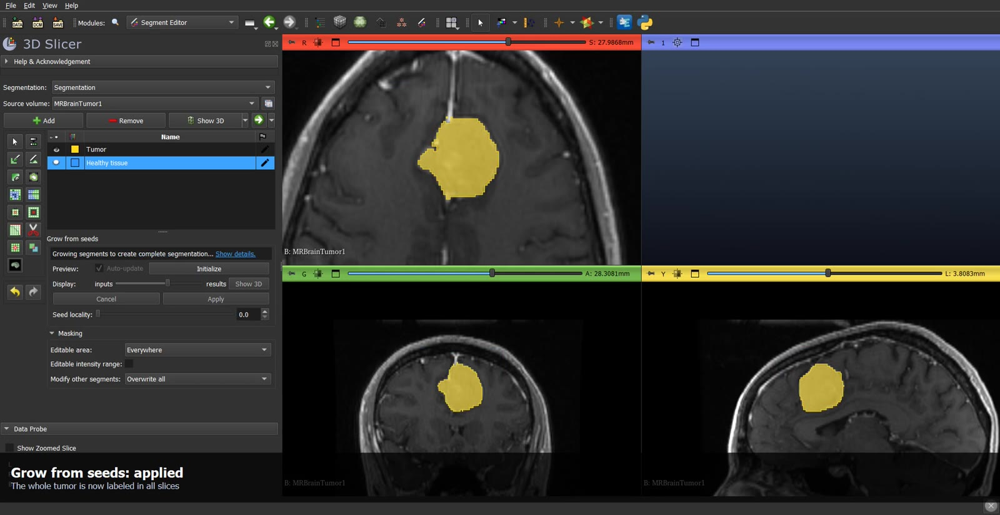 File Edit View Help
DATA DCM SAVE Modules: Segment Editor
3D Slicer
Help & Acknowledgement
Segmentation: Segmentation
Source volume: MRBrainTumor1
Add Remove Show 3D
Name
Tumor
Healthy tissue
Grow from seeds
Growing segments to create complete segmentation... Show details.
Preview: Auto-update Initialize
Display: inputs results Show 3D
Cancel Apply
Seed locality: 0.0
Masking
Editable area: Everywhere
Editable intensity range:
Modify other segments: Overwrite all
Data Probe
Show Zoomed Slice
Grow from seeds: applied
The whole tumor is now labeled in all slices
R S: 27.9868mm
B: MRBrainTumor1
1
G A: 28.3081mm
B: MRBrainTumor1
Y L: 3.8083mm
B: MRBrainTumor1